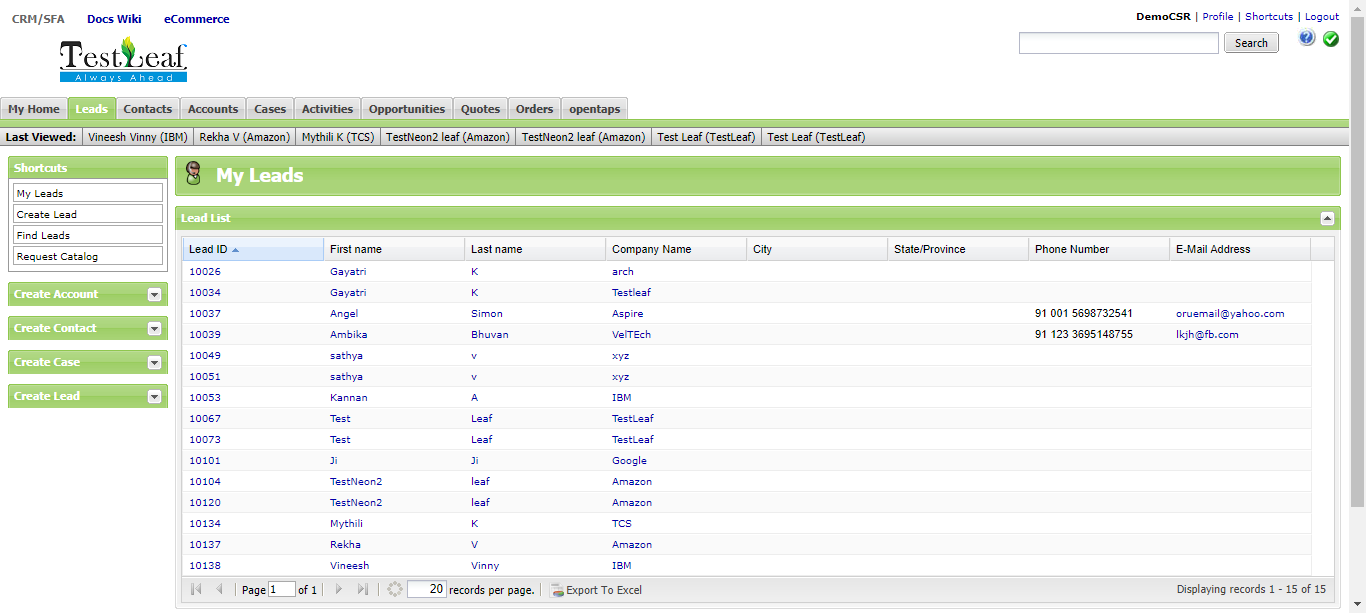 CRM/SFA Docs Wiki eCommerce
DemoCSR | Profile | Shortcuts | Logout
TestLeaf
Always Ahead
Search
My Home Leads Contacts Accounts Cases Activities Opportunities Quotes Orders opentaps
Last Viewed: Vineesh Vinny (IBM) Rekha V (Amazon) Mythili K (TCS) TestNeon2 leaf (Amazon) TestNeon2 leaf (Amazon) Test Leaf (TestLeaf) Test Leaf (TestLeaf)
Shortcuts
My Leads
Create Lead
Find Leads
Request Catalog
Create Account
Create Contact
Create Case
Create Lead
My Leads
Lead List
Lead ID First name Last name Company Name City State/Province Phone Number E-Mail Address
10026 Gayatri K arch
10034 Gayatri K Testleaf
10037 Angel Simon Aspire 91 001 5698732541 oruemail@yahoo.com
10039 Ambika Bhuvan VelTEch 91 123 3695148755 lkjh@fb.com
10049 sathya v xyz
10051 sathya v xyz
10053 Kannan A IBM
10067 Test Leaf TestLeaf
10073 Test Leaf TestLeaf
10101 Ji Ji Google
10104 TestNeon2 leaf Amazon
10120 TestNeon2 leaf Amazon
10134 Mythili K TCS
10137 Rekha V Amazon
10138 Vineesh Vinny IBM
Page 1 of 1 20 records per page. Export To Excel Displaying records 1 - 15 of 15